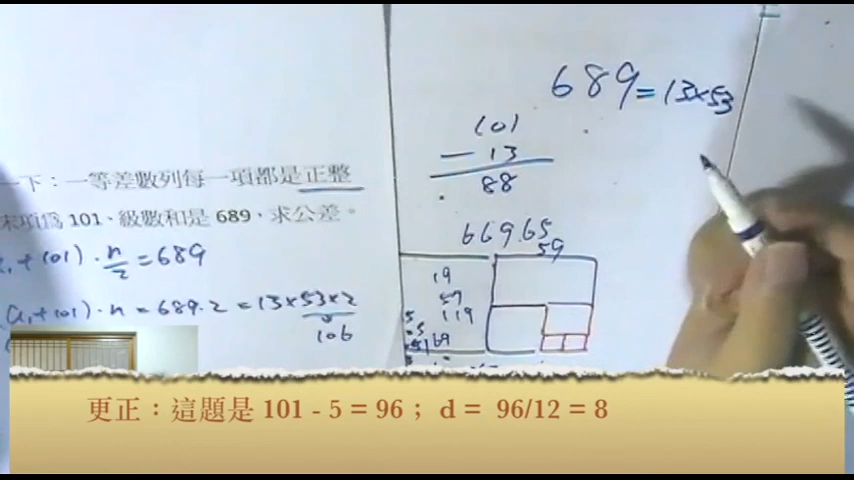 689=13×53
101
－13
88
669.65
59
19
59
119
169
一下：一等差數列每一項都是正整
末項為 101、級數和是 689，求公差。
a₁+101)·n/2=689
(a₁+101)·n=689·2=13×53×2
106
更正：這題是 101 - 5 = 96； d = 96/12 = 8